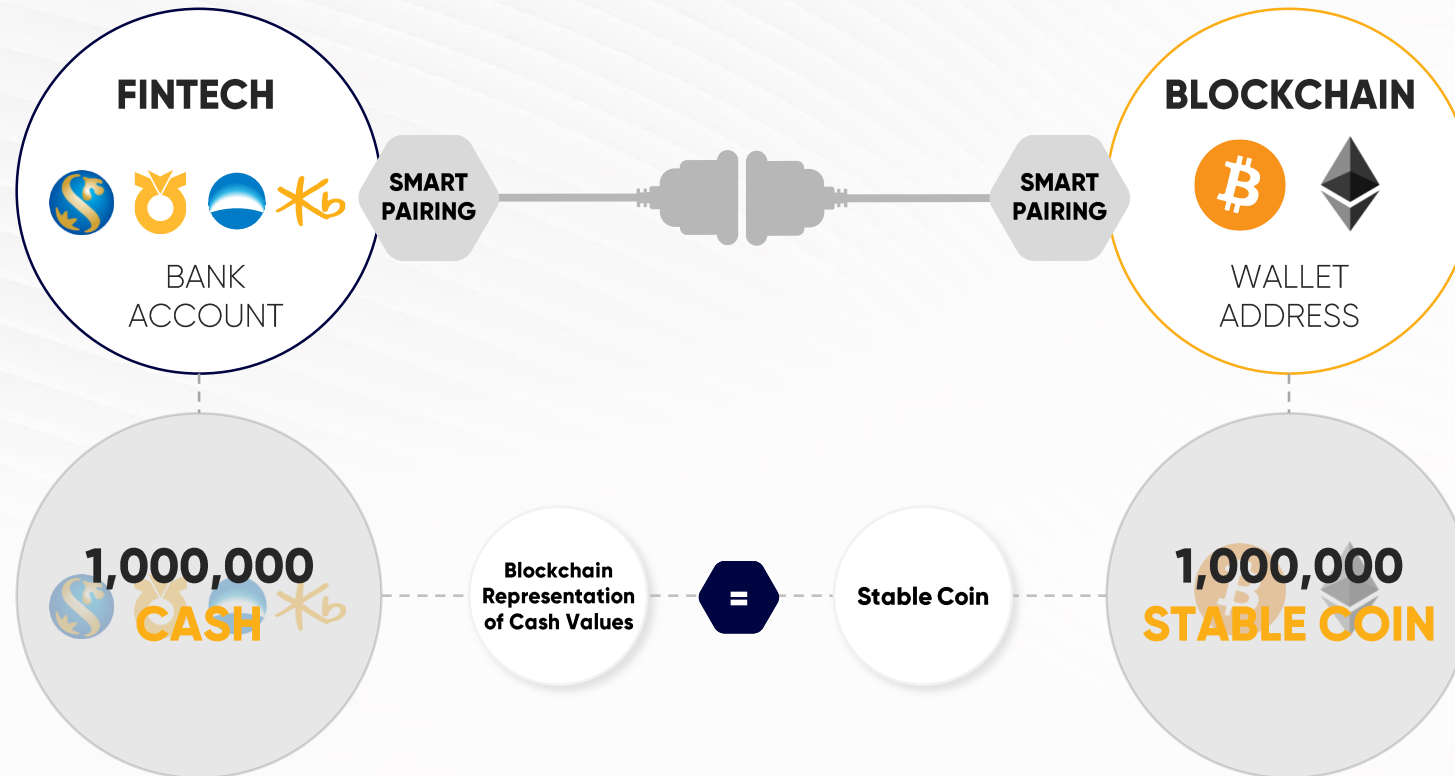 FINTECH
BANK
ACCOUNT
SMART
PAIRING
SMART
PAIRING
BLOCKCHAIN
WALLET
ADDRESS
1,000,000
CASH
Blockchain
Representation
of Cash Values
=
Stable Coin
1,000,000
STABLE COIN